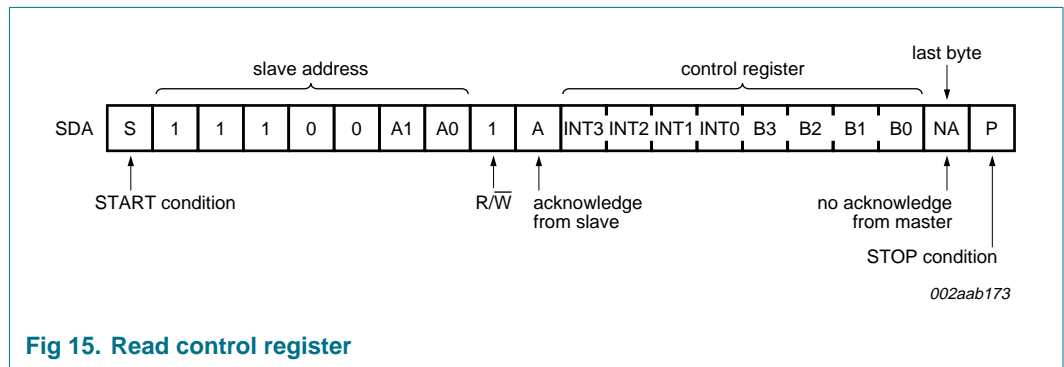 last byte
slave address control register
SDA S 1 1 1 0 0 A1 A0 1 A INT3 INT2 INT1 INT0 B3 B2 B1 B0 NA P
START condition R/W̅ acknowledge from slave no acknowledge from master
STOP condition
002aab173
Fig 15. Read control register